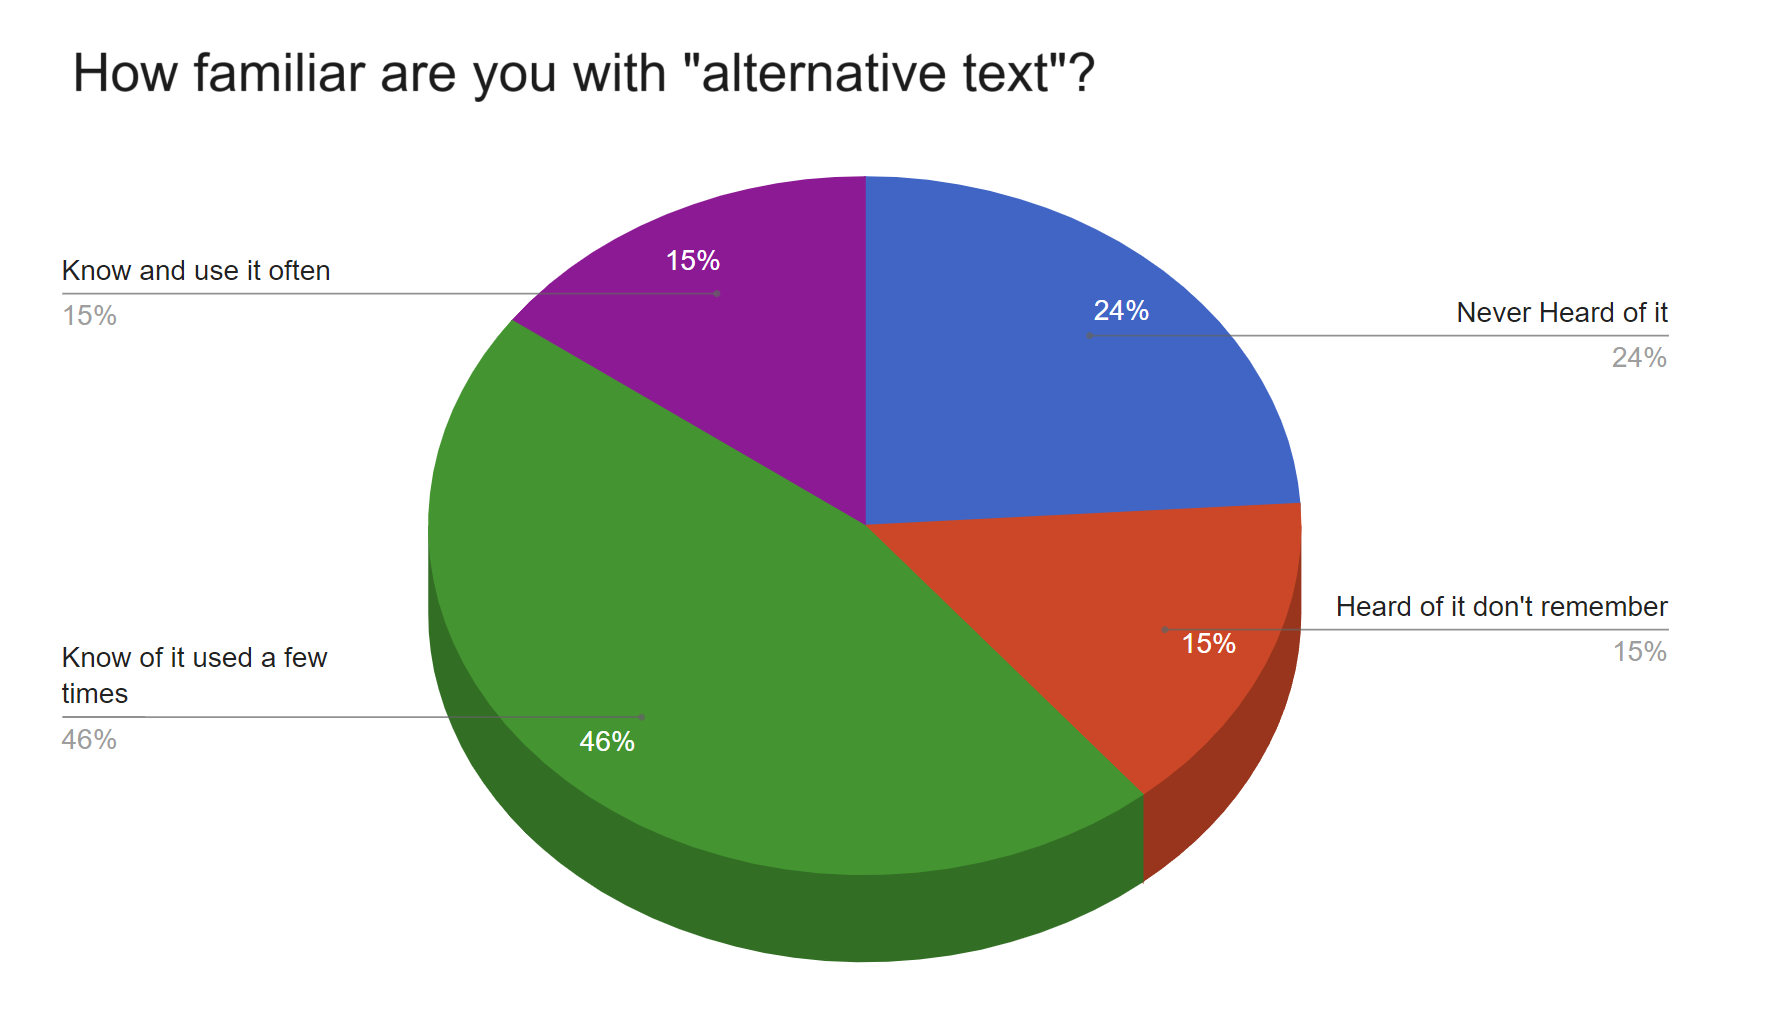 How familiar are you with "alternative text"?
Know and use it often
15%
15%
24%
Never Heard of it
24%
Heard of it don't remember
15%
15%
Know of it used a few
times
46%
46%